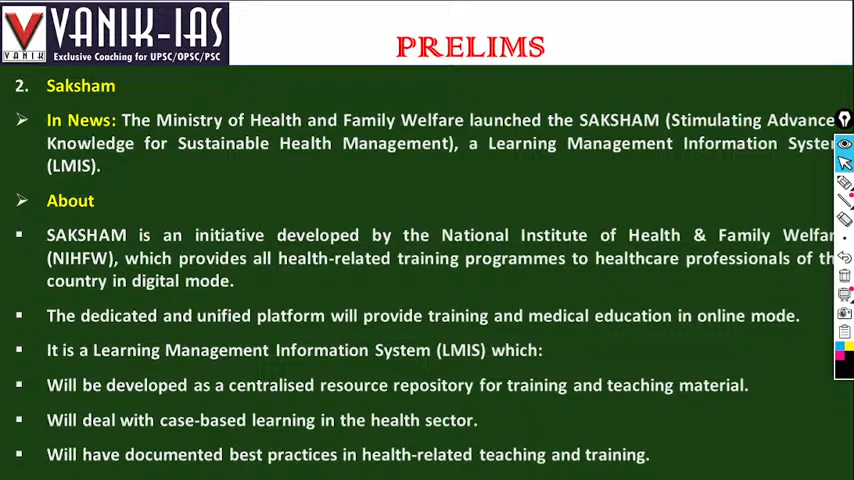 VANIK-IAS
VANIK
Exclusive Coaching for UPSC/OPSC/PSC
PRELIMS
2. Saksham
In News: The Ministry of Health and Family Welfare launched the SAKSHAM (Stimulating Advance
Knowledge for Sustainable Health Management), a Learning Management Information Syste
(LMIS).
About
SAKSHAM is an initiative developed by the National Institute of Health & Family Welfar
(NIHFW), which provides all health-related training programmes to healthcare professionals of th
country in digital mode.
The dedicated and unified platform will provide training and medical education in online mode.
It is a Learning Management Information System (LMIS) which:
Will be developed as a centralised resource repository for training and teaching material.
Will deal with case-based learning in the health sector.
Will have documented best practices in health-related teaching and training.